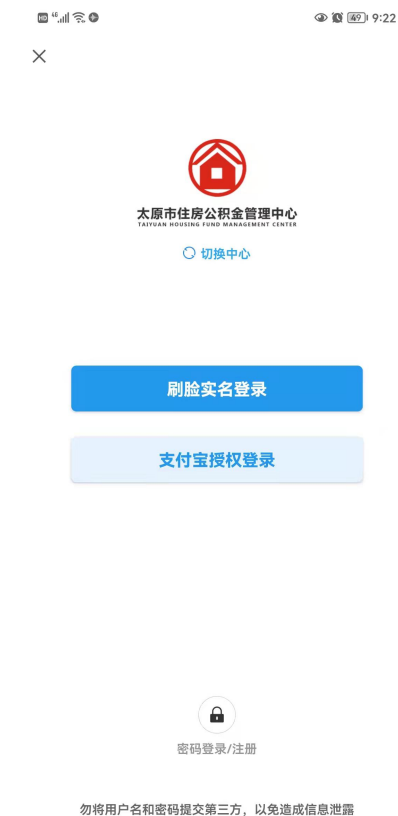 HD 4G 49 9:22
太原市住房公积金管理中心
TAIYUAN HOUSING FUND MANAGEMENT CENTER
切换中心
刷脸实名登录
支付宝授权登录
密码登录/注册
勿将用户名和密码提交第三方，以免造成信息泄露